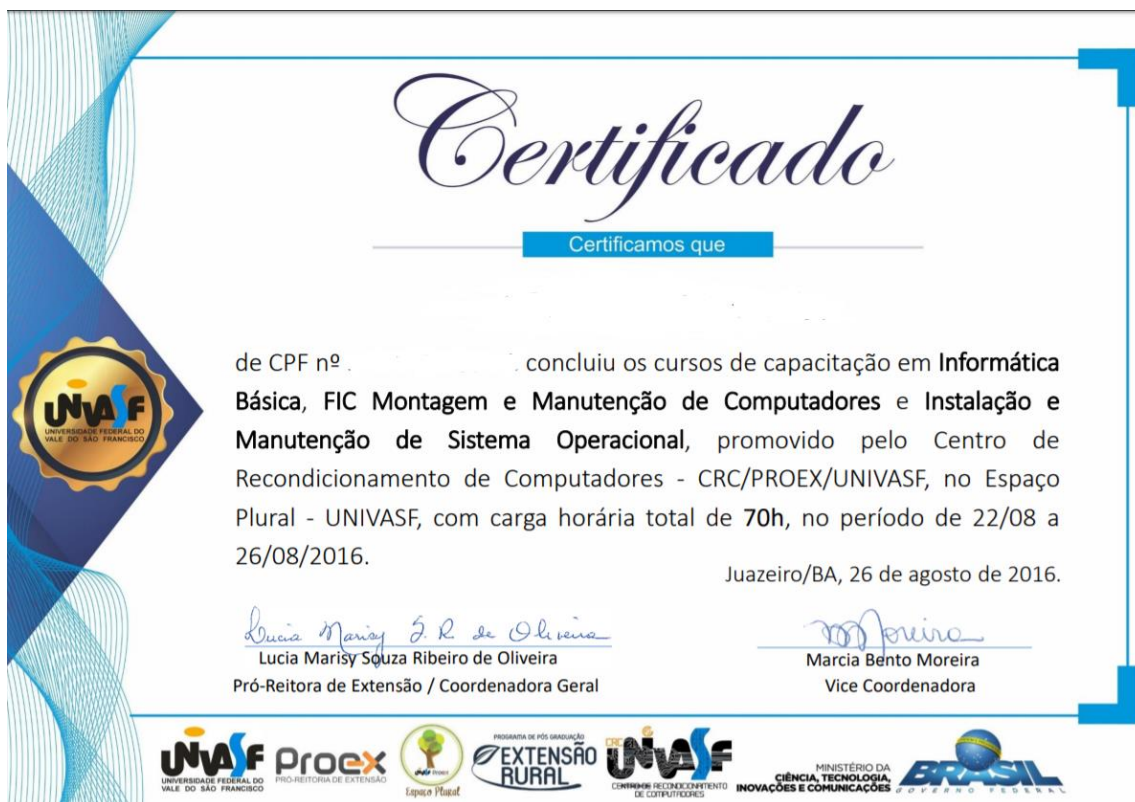 Certificado
Certificamos que
de CPF nº concluiu os cursos de capacitação em Informática
Básica, FIC Montagem e Manutenção de Computadores e Instalação e
Manutenção de Sistema Operacional, promovido pelo Centro de
Recondicionamento de Computadores - CRC/PROEX/UNIVASF, no Espaço
Plural - UNIVASF, com carga horária total de 70h, no período de 22/08 a
26/08/2016.
Juazeiro/BA, 26 de agosto de 2016.
UNIVASF
UNIVERSIDADE FEDERAL DO
VALE DO SÃO FRANCISCO
Lucia Marisy S. R. de Oliveira
Lucia Marisy Souza Ribeiro de Oliveira
Pró-Reitora de Extensão / Coordenadora Geral
MMoreira
Marcia Bento Moreira
Vice Coordenadora
UNIVASF
UNIVERSIDADE FEDERAL DO
VALE DO SÃO FRANCISCO
Proex
PRÓ-REITORIA DE EXTENSÃO
Espaço Plural
PROGRAMA DE PÓS GRADUAÇÃO
EXTENSÃO
RURAL
CRC
UNIVASF
CENTRO DE RECONDICIONAMENTO
DE COMPUTADORES
MINISTÉRIO DA
CIÊNCIA, TECNOLOGIA,
INOVAÇÕES E COMUNICAÇÕES
BRASIL
GOVERNO FEDERAL